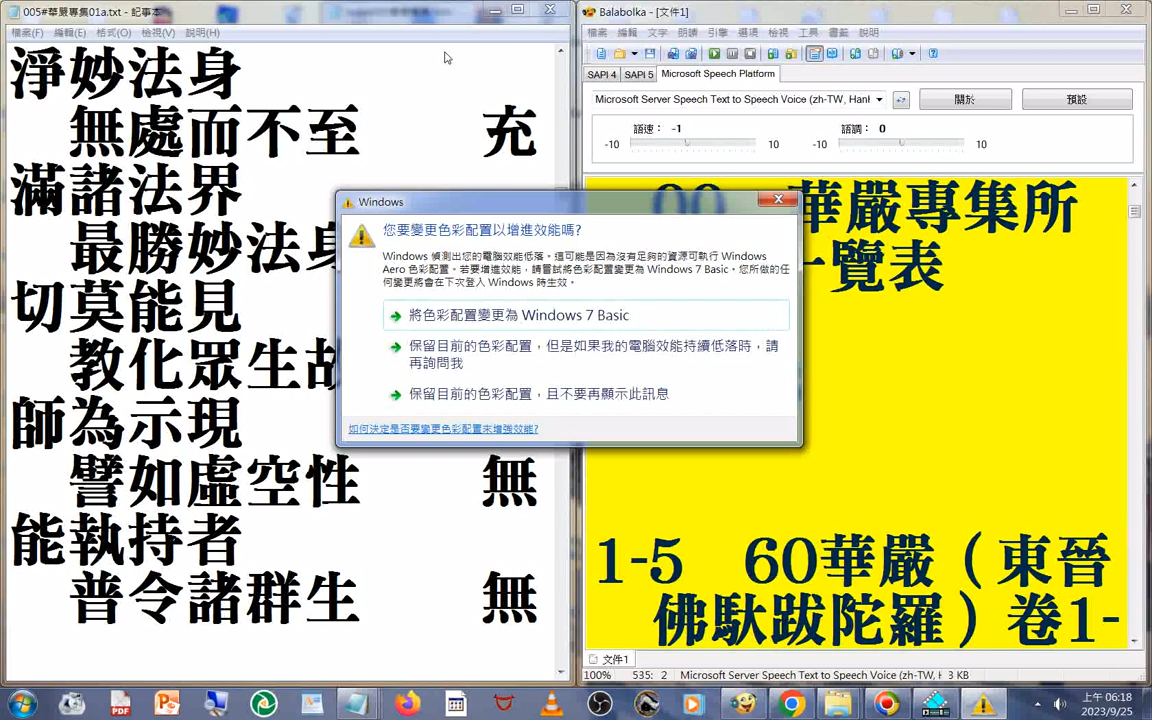 005#華嚴專集01a.txt - 記事本
檔案(F) 編輯(E) 格式(O) 檢視(V) 說明(H)
淨妙法身
無處而不至 充
滿諸法界
最勝妙法身
切莫能見
教化眾生故
師為示現
譬如虛空性 無
能執持者
普令諸群生 無
Balabolka - [文件1]
檔案 編輯 文字 朗讀 引擎 選項 檢視 工具 書籤 說明
SAPI 4 SAPI 5 Microsoft Speech Platform
Microsoft Server Speech Text to Speech Voice (zh-TW, Hanl
關於 預設
語速： -1 語調： 0
-10 10 -10 10
00 華嚴專集所
一覽表
1-5 60華嚴（東晉
佛馱跋陀羅）卷1-
文件1
100% 535: 2 Microsoft Speech Text to Speech Voice (zh-TW, H 3 KB
Windows
您要變更色彩配置以增進效能嗎?
Windows 偵測出您的電腦效能低落。這可能是因為沒有足夠的資源可執行 Windows
Aero 色彩配置。若要增進效能，請嘗試將色彩配置變更為 Windows 7 Basic。您所做的任
何變更將會在下次登入 Windows 時生效。
將色彩配置變更為 Windows 7 Basic
保留目前的色彩配置，但是如果我的電腦效能持續低落時，請
再詢問我
保留目前的色彩配置，且不要再顯示此訊息
如何決定是否要變更色彩配置來增強效能?
上午 06:18
2023/9/25